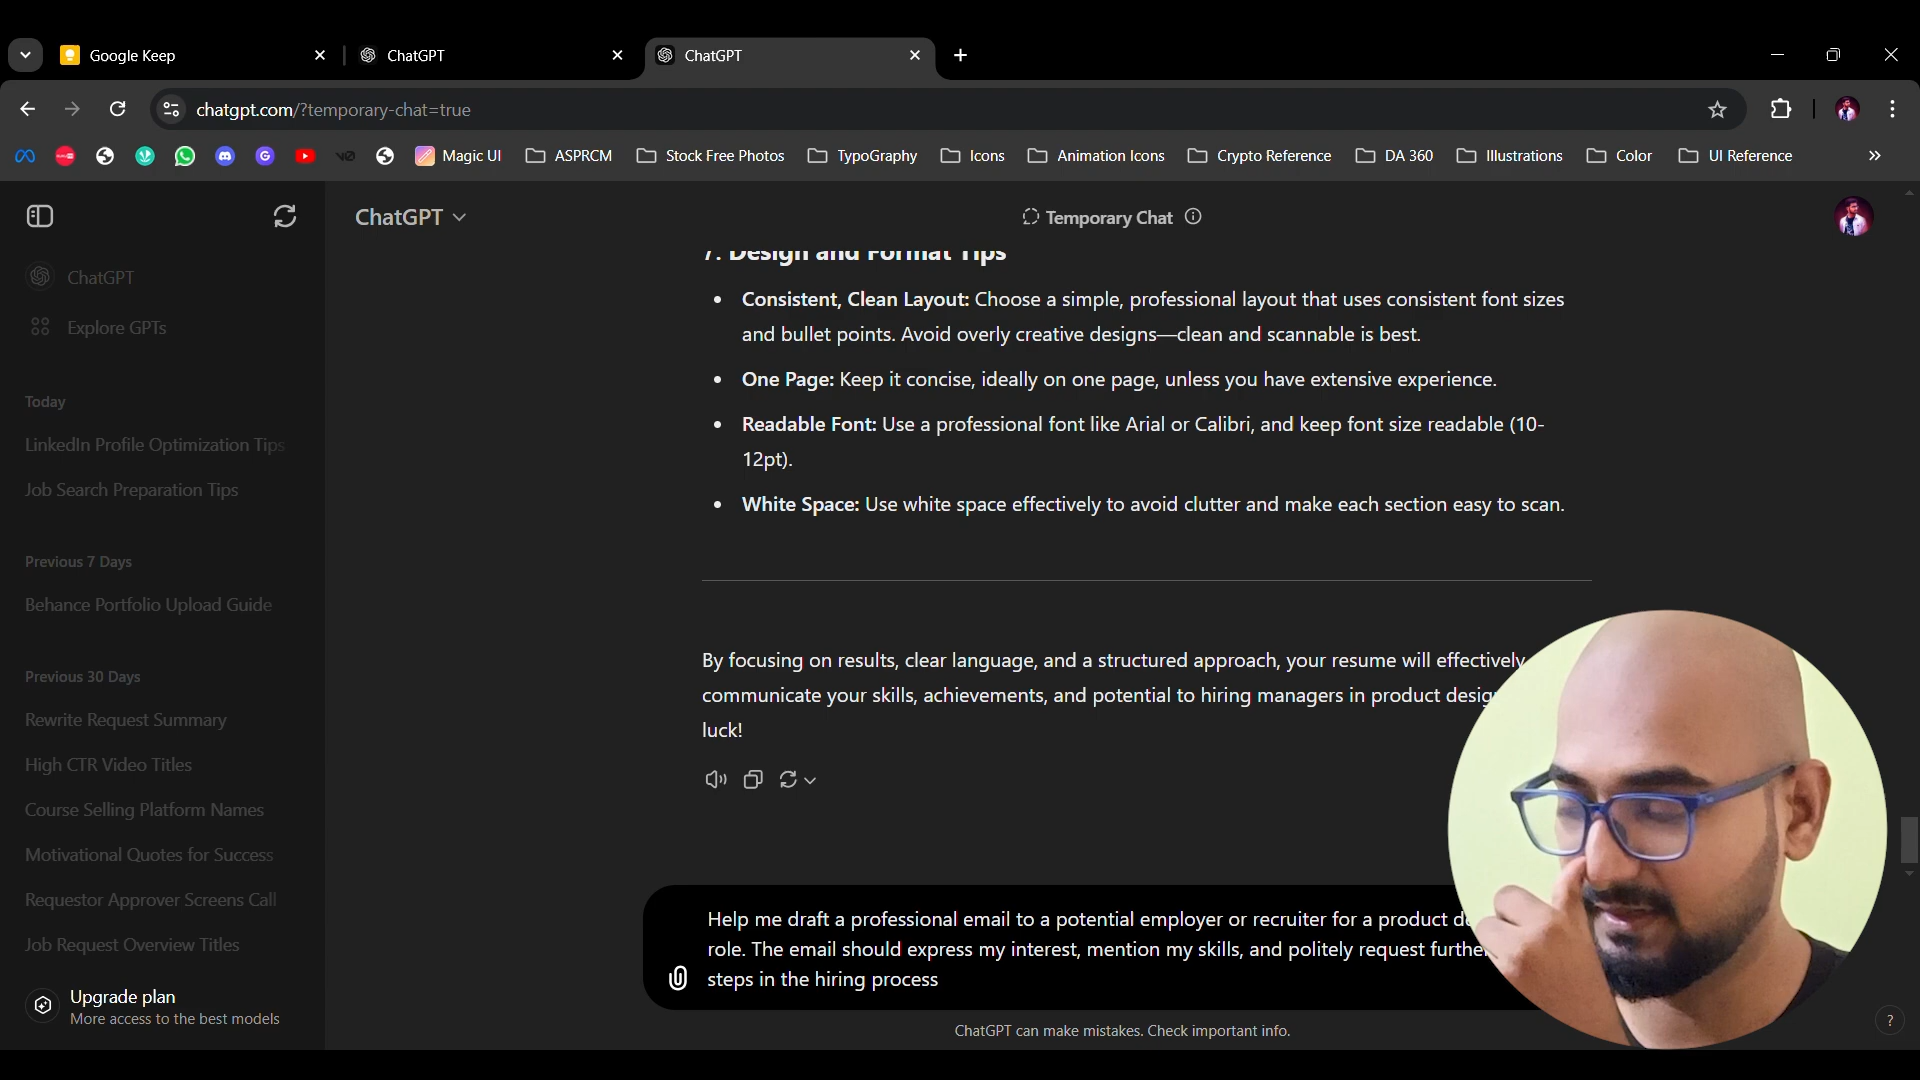 Google Keep
ChatGPT
ChatGPT
chatgpt.com/?temporary-chat=true
Magic UI
ASPRCM
Stock Free Photos
TypoGraphy
Icons
Animation Icons
Crypto Reference
DA 360
Illustrations
Color
UI Reference
ChatGPT
Temporary Chat
ChatGPT
Explore GPTs
Today
LinkedIn Profile Optimization Tips
Job Search Preparation Tips
Previous 7 Days
Behance Portfolio Upload Guide
Previous 30 Days
Rewrite Request Summary
High CTR Video Titles
Course Selling Platform Names
Motivational Quotes for Success
Requestor Approver Screens Call
Job Request Overview Titles
Upgrade plan
More access to the best models
7. Design and Format Tips
• Consistent, Clean Layout: Choose a simple, professional layout that uses consistent font sizes
and bullet points. Avoid overly creative designs—clean and scannable is best.
• One Page: Keep it concise, ideally on one page, unless you have extensive experience.
• Readable Font: Use a professional font like Arial or Calibri, and keep font size readable (10-
12pt).
• White Space: Use white space effectively to avoid clutter and make each section easy to scan.
By focusing on results, clear language, and a structured approach, your resume will effectively
communicate your skills, achievements, and potential to hiring managers in product
luck!
Help me draft a professional email to a potential employer or recruiter for a product
role. The email should express my interest, mention my skills, and politely request
steps in the hiring process
ChatGPT can make mistakes. Check important info.
?